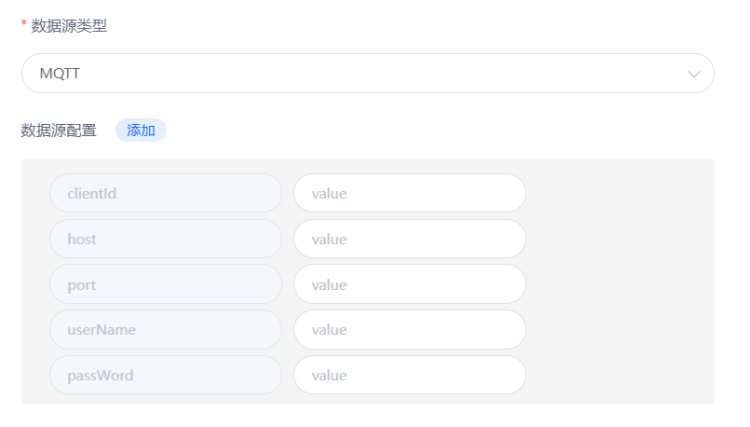 * 数据源类型
MQTT
数据源配置 添加
clientId value
host value
port value
userName value
passWord value